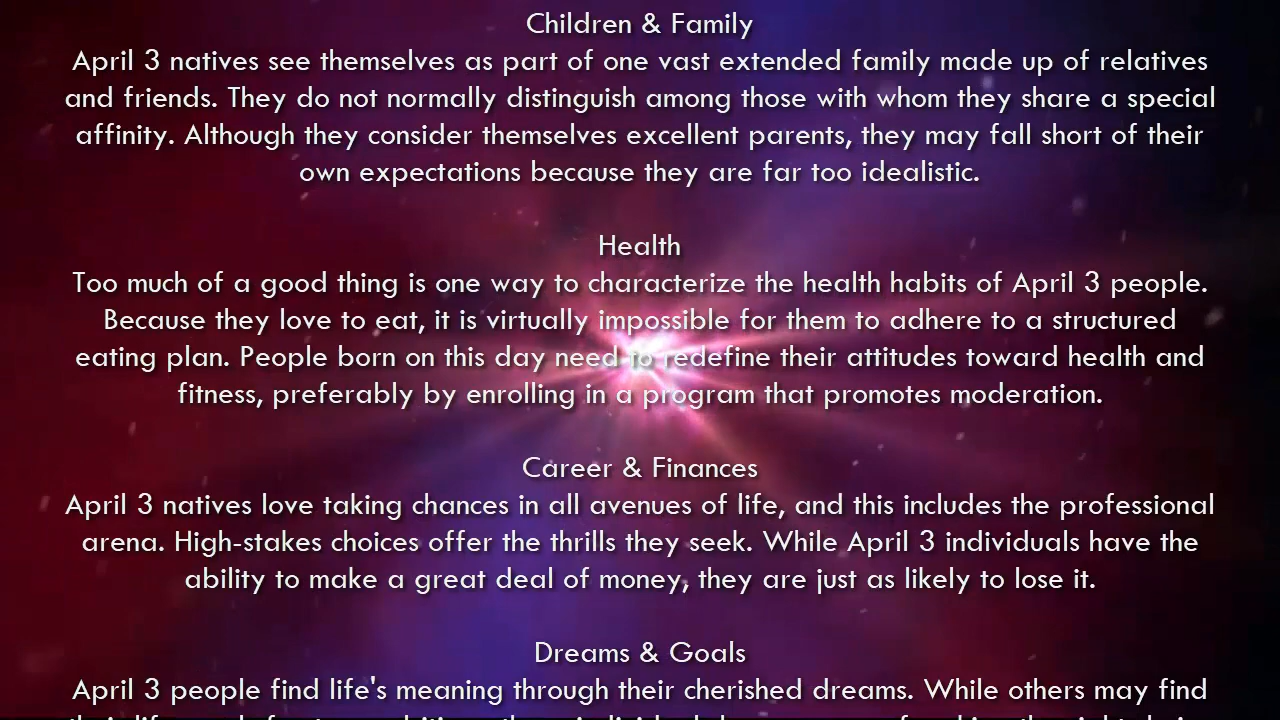 Children & Family
April 3 natives see themselves as part of one vast extended family made up of relatives
and friends. They do not normally distinguish among those with whom they share a special
affinity. Although they consider themselves excellent parents, they may fall short of their
own expectations because they are far too idealistic.
Health
Too much of a good thing is one way to characterize the health habits of April 3 people.
Because they love to eat, it is virtually impossible for them to adhere to a structured
eating plan. People born on this day need to redefine their attitudes toward health and
fitness, preferably by enrolling in a program that promotes moderation.
Career & Finances
April 3 natives love taking chances in all avenues of life, and this includes the professional
arena. High-stakes choices offer the thrills they seek. While April 3 individuals have the
ability to make a great deal of money, they are just as likely to lose it.
Dreams & Goals
April 3 people find life's meaning through their cherished dreams. While others may find